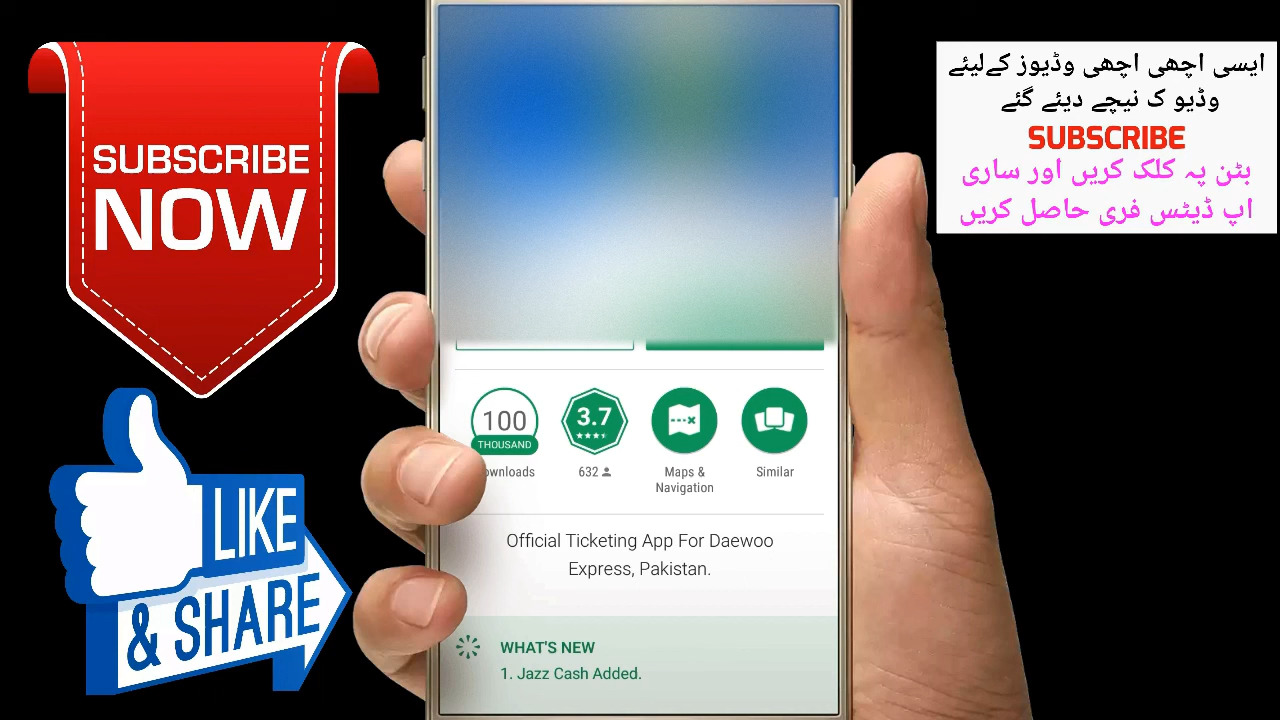 SUBSCRIBE
NOW
LIKE
& SHARE
100
THOUSAND
3.7
632
Maps &
Navigation
Similar
Official Ticketing App For Daewoo
Express, Pakistan.
WHAT'S NEW
1. Jazz Cash Added.
ایسی اچھی اچھی وڈیوز کےلیئے
وڈیو ک نیچے دیئے گئے
SUBSCRIBE
بٹن پہ کلک کریں اور ساری
اپ ڈیٹس فری حاصل کریں